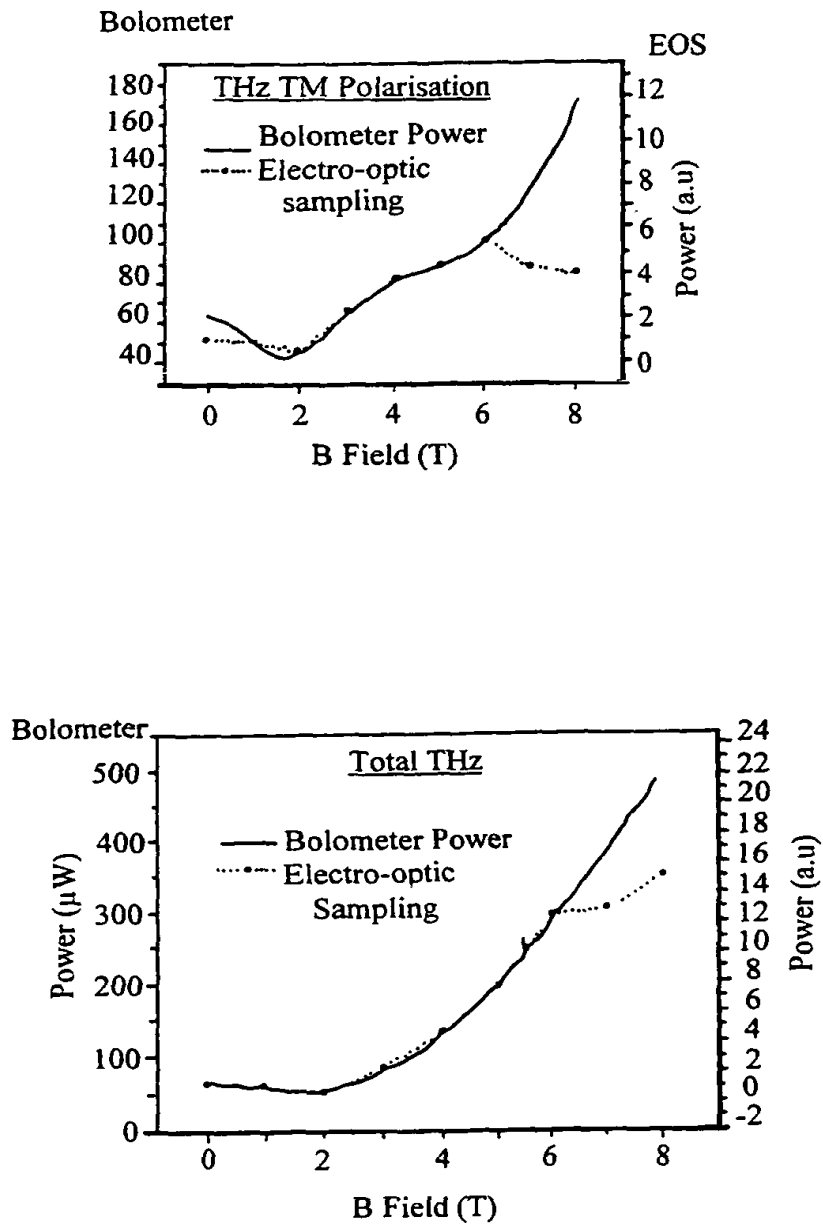 Bolometer
EOS
THz TM Polarisation
Bolometer Power
Electro-optic
sampling
180
160
140
120
100
80
60
40
12
10
8
6
4
2
0
Power (a.u)
0 2 4 6 8
B Field (T)
Bolometer
Total THz
Bolometer Power
Electro-optic
Sampling
Power (µW)
500
400
300
200
100
0
24
22
20
18
16
14
12
10
8
6
4
2
0
-2
Power (a.u)
0 2 4 6 8
B Field (T)